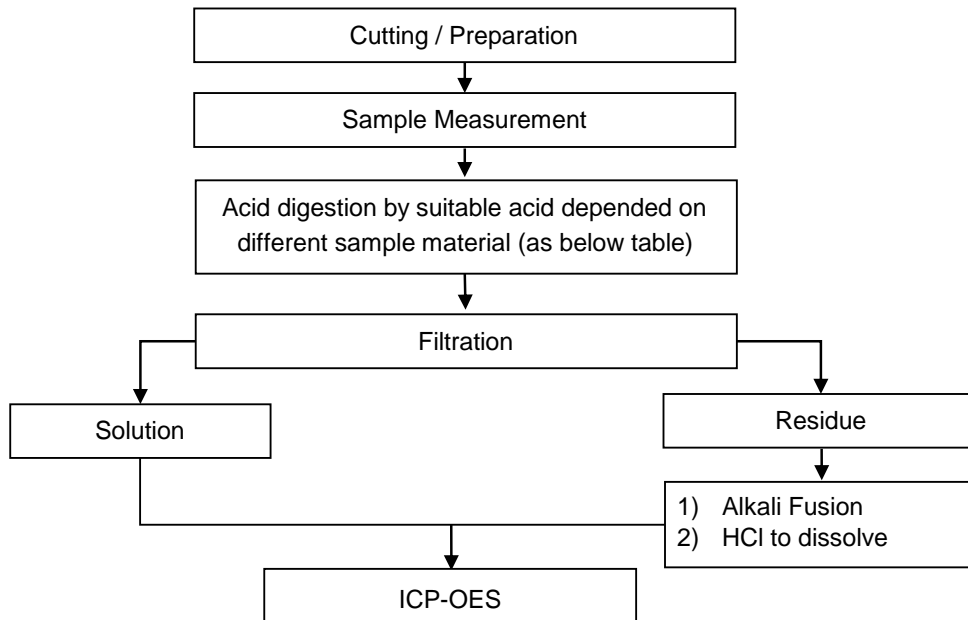 Cutting / Preparation
Sample Measurement
Acid digestion by suitable acid depended on
different sample material (as below table)
Filtration
Solution
Residue
1) Alkali Fusion
2) HCl to dissolve
ICP-OES